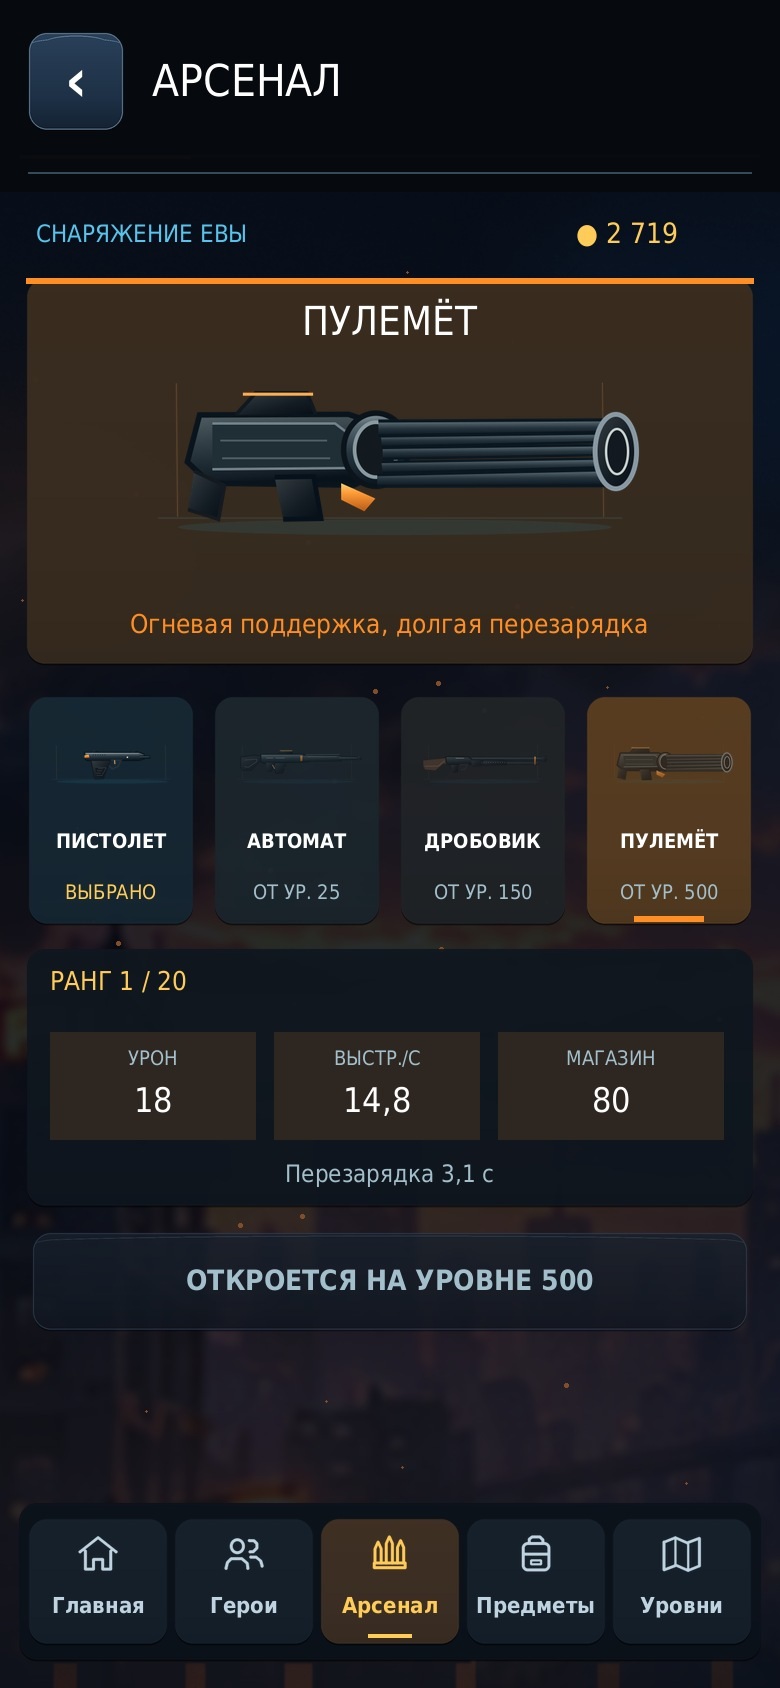 ‹ АРСЕНАЛ
СНАРЯЖЕНИЕ ЕВЫ 2 719
ПУЛЕМЁТ
Огневая поддержка, долгая перезарядка
ПИСТОЛЕТ АВТОМАТ ДРОБОВИК ПУЛЕМЁТ
ВЫБРАНО ОТ УР. 25 ОТ УР. 150 ОТ УР. 500
РАНГ 1 / 20
УРОН ВЫСТР./С МАГАЗИН
18 14,8 80
Перезарядка 3,1 с
ОТКРОЕТСЯ НА УРОВНЕ 500
Главная Герои Арсенал Предметы Уровни